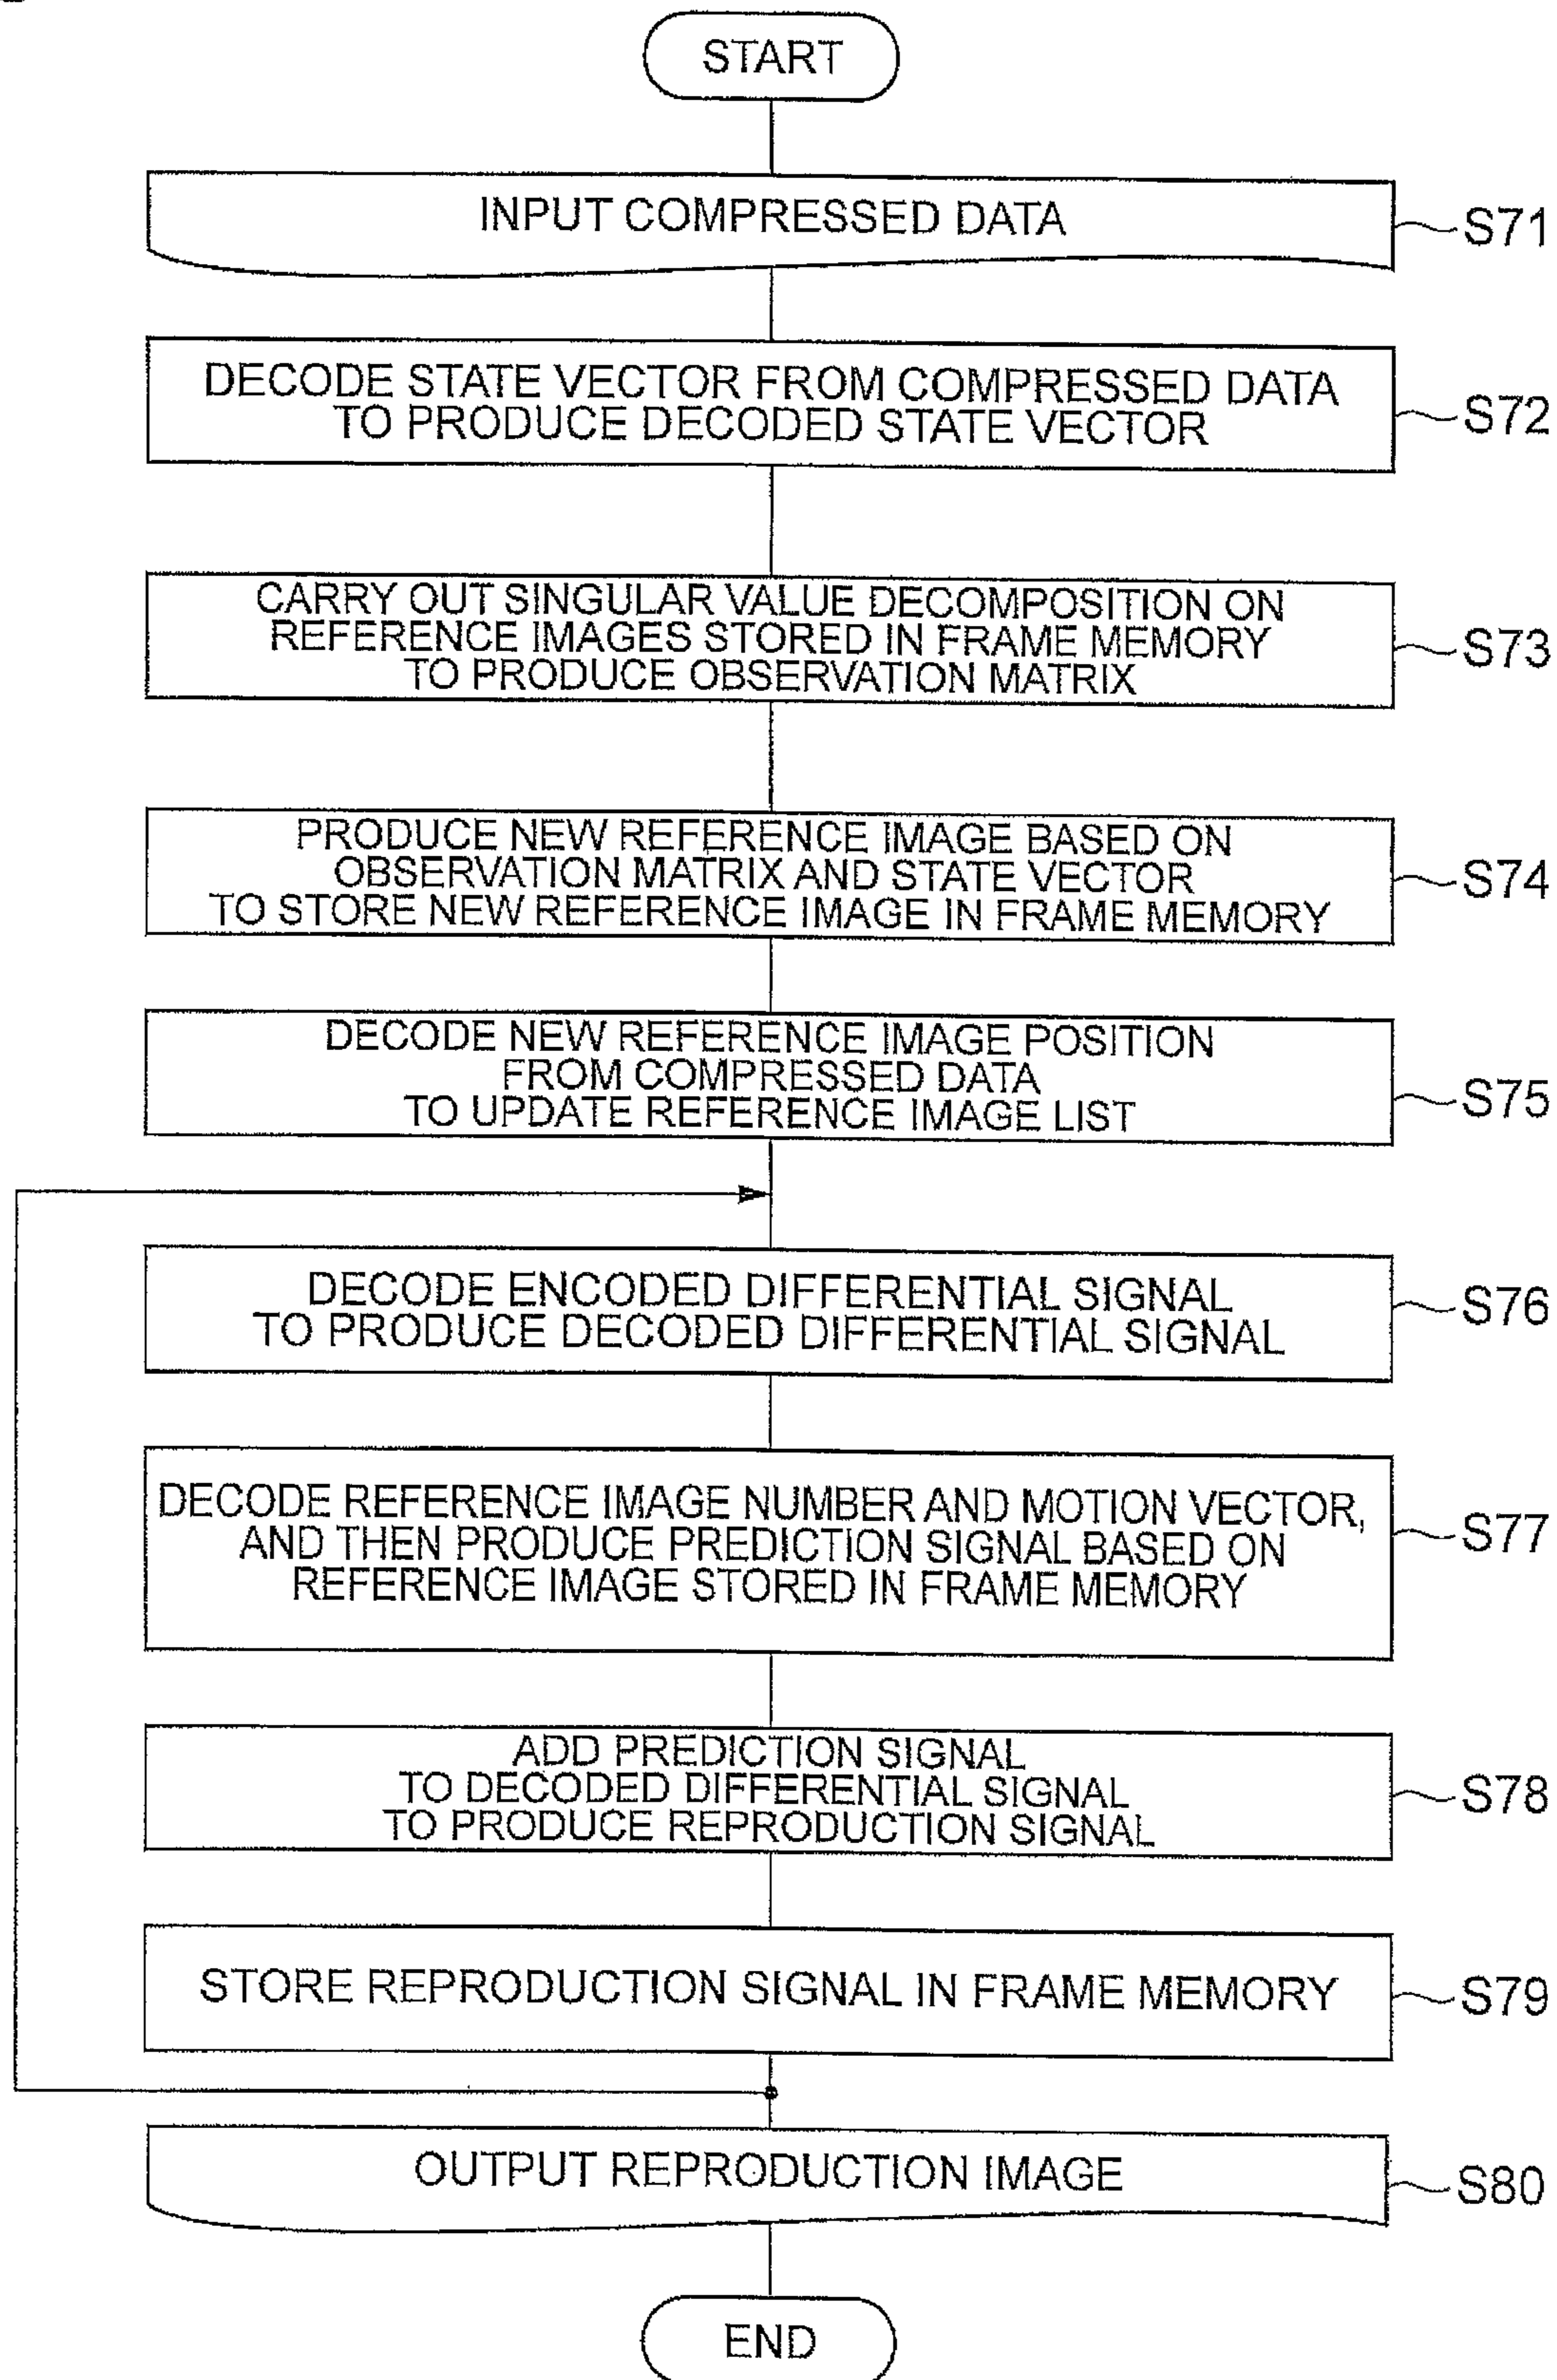 START
INPUT COMPRESSED DATA
S71
DECODE STATE VECTOR FROM COMPRESSED DATA
TO PRODUCE DECODED STATE VECTOR
S72
CARRY OUT SINGULAR VALUE DECOMPOSITION ON
REFERENCE IMAGES STORED IN FRAME MEMORY
TO PRODUCE OBSERVATION MATRIX
S73
PRODUCE NEW REFERENCE IMAGE BASED ON
OBSERVATION MATRIX AND STATE VECTOR
TO STORE NEW REFERENCE IMAGE IN FRAME MEMORY
S74
DECODE NEW REFERENCE IMAGE POSITION
FROM COMPRESSED DATA
TO UPDATE REFERENCE IMAGE LIST
S75
DECODE ENCODED DIFFERENTIAL SIGNAL
TO PRODUCE DECODED DIFFERENTIAL SIGNAL
S76
DECODE REFERENCE IMAGE NUMBER AND MOTION VECTOR,
AND THEN PRODUCE PREDICTION SIGNAL BASED ON
REFERENCE IMAGE STORED IN FRAME MEMORY
S77
ADD PREDICTION SIGNAL
TO DECODED DIFFERENTIAL SIGNAL
TO PRODUCE REPRODUCTION SIGNAL
S78
STORE REPRODUCTION SIGNAL IN FRAME MEMORY
S79
OUTPUT REPRODUCTION IMAGE
S80
END